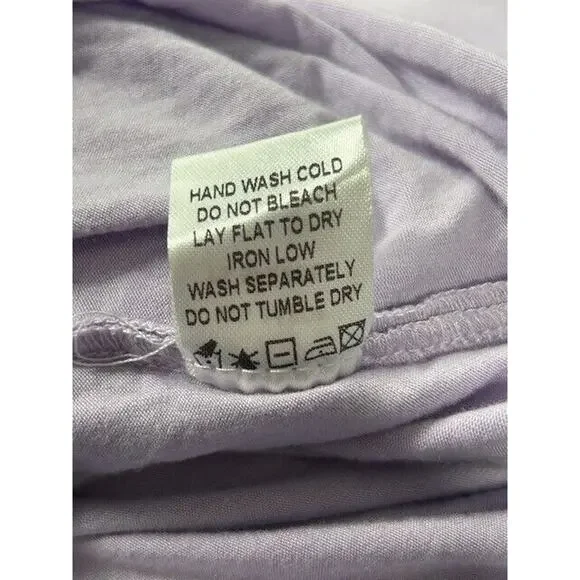 HAND WASH COLD
DO NOT BLEACH
LAY FLAT TO DRY
IRON LOW
WASH SEPARATELY
DO NOT TUMBLE DRY